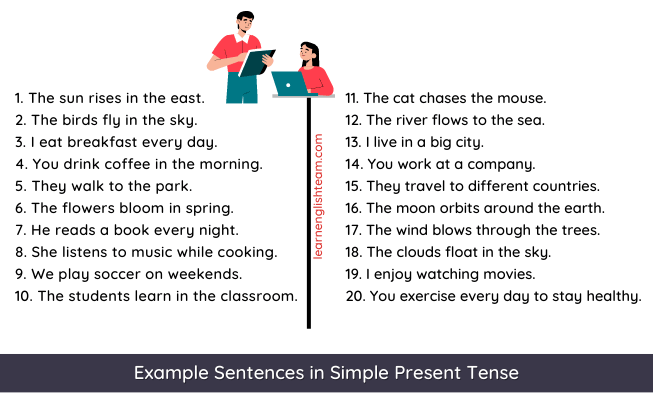 1. The sun rises in the east.
2. The birds fly in the sky.
3. I eat breakfast every day.
4. You drink coffee in the morning.
5. They walk to the park.
6. The flowers bloom in spring.
7. He reads a book every night.
8. She listens to music while cooking.
9. We play soccer on weekends.
10. The students learn in the classroom.
learnenglishteam.com
11. The cat chases the mouse.
12. The river flows to the sea.
13. I live in a big city.
14. You work at a company.
15. They travel to different countries.
16. The moon orbits around the earth.
17. The wind blows through the trees.
18. The clouds float in the sky.
19. I enjoy watching movies.
20. You exercise every day to stay healthy.
Example Sentences in Simple Present Tense